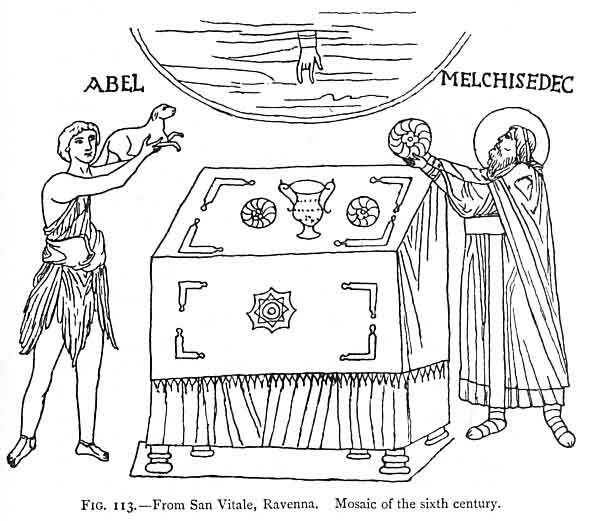 ABEL
MELCHISEDEC
FIG. 113.—From San Vitale, Ravenna. Mosaic of the sixth century.